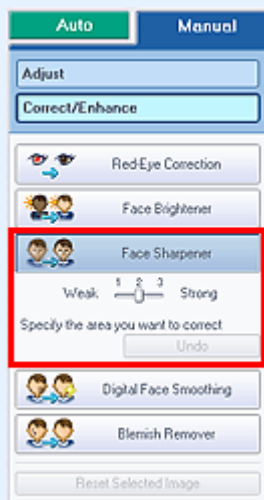 Auto Manual
Adjust
Correct/Enhance
Red-Eye Correction
Face Brightener
Face Sharpener
1 2 3
Weak Strong
Specify the area you want to correct
Undo
Digital Face Smoothing
Blemish Remover
Reset Selected Image